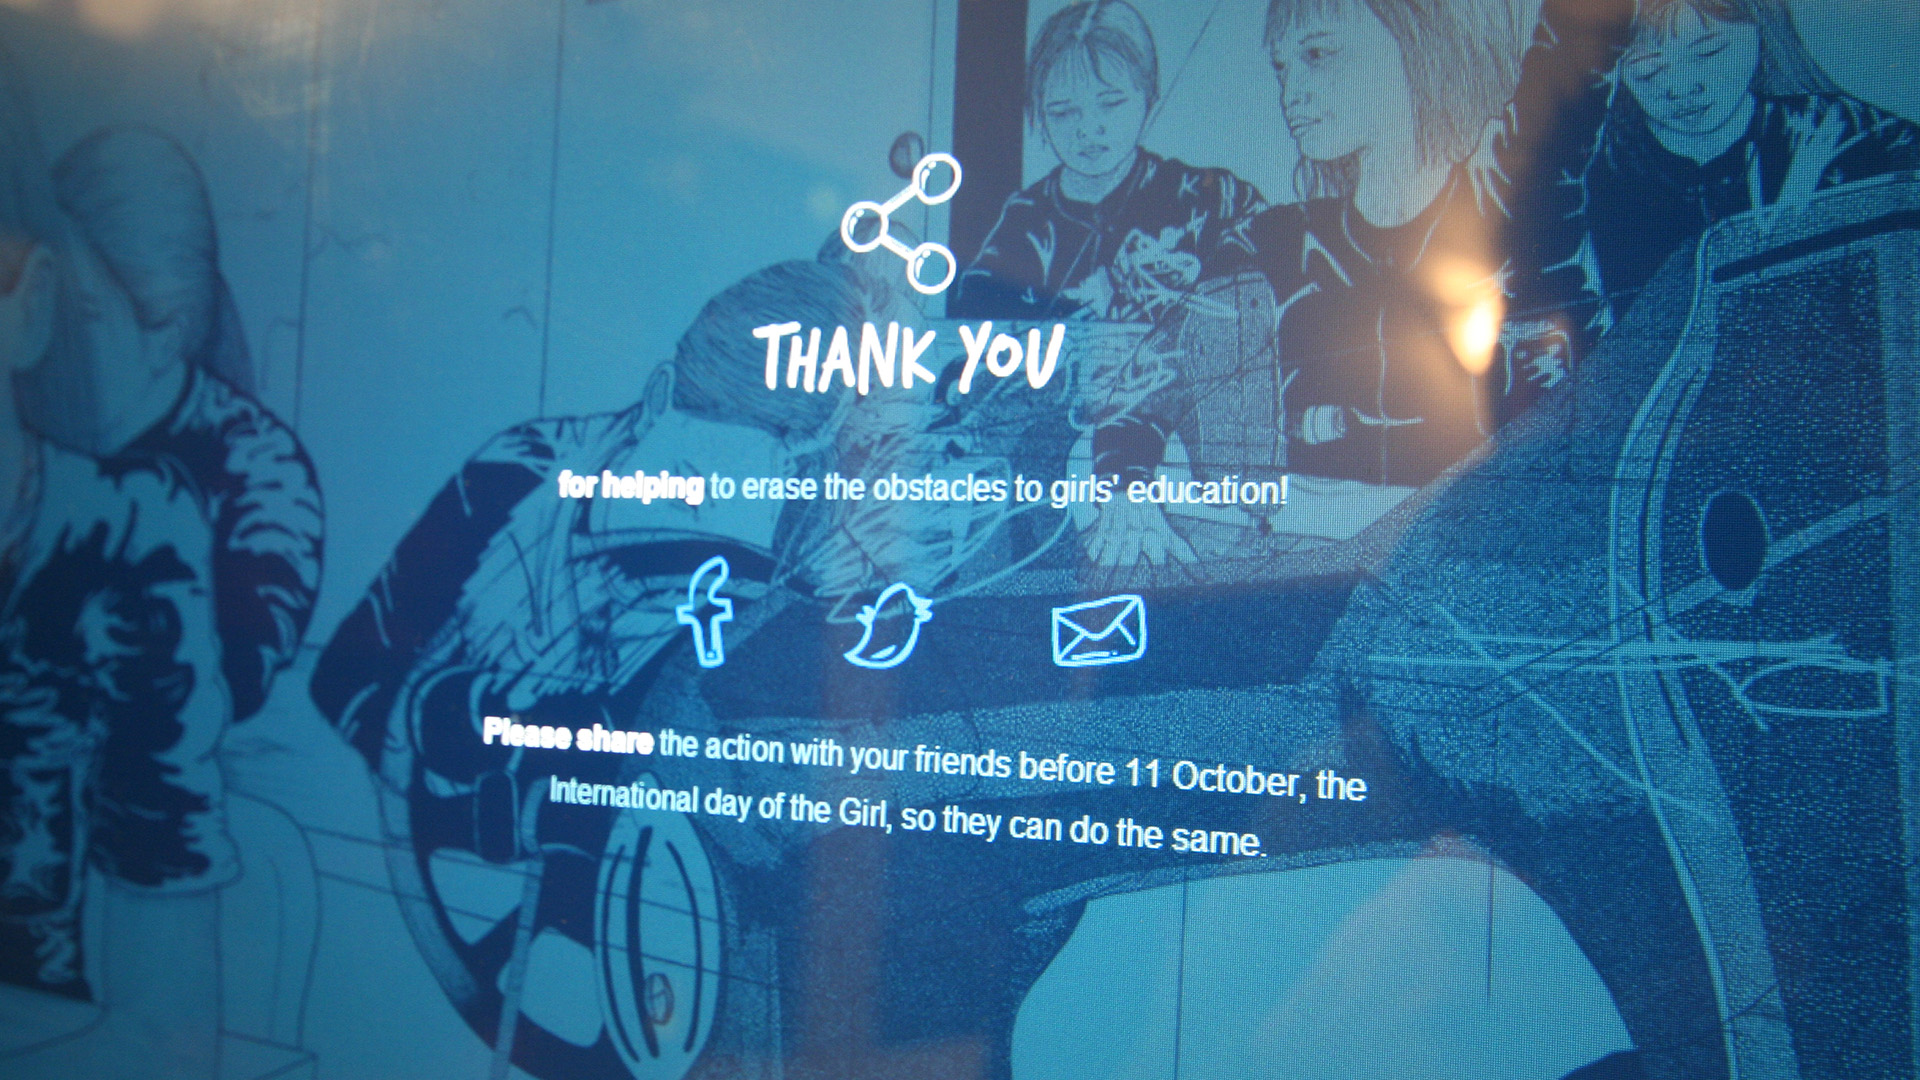 THANK YOU
for helping to erase the obstacles to girls' education!
Please share the action with your friends before 11 October, the
International day of the Girl, so they can do the same.